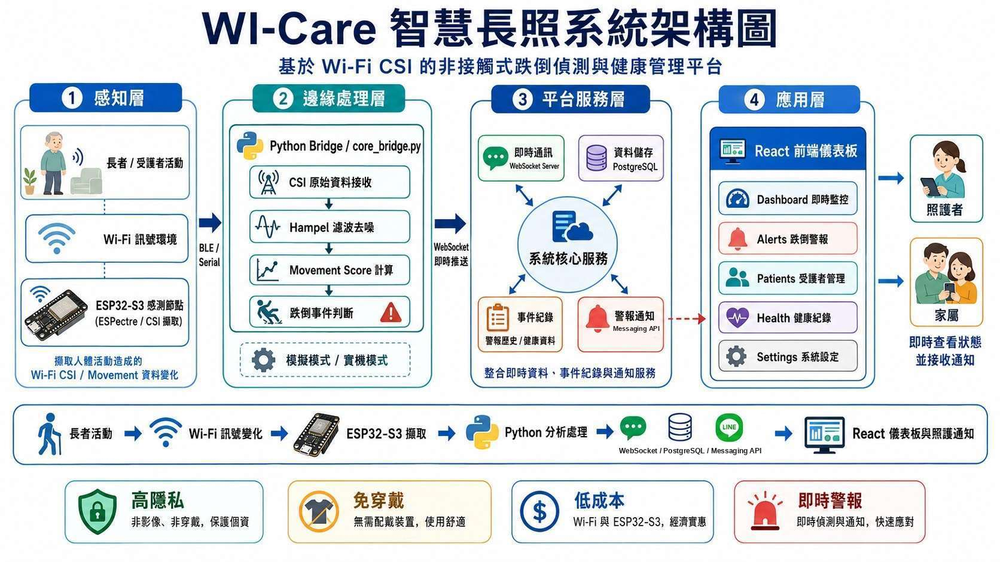 WI-Care 智慧長照系統架構圖
基於 Wi-Fi CSI 的非接觸式跌倒偵測與健康管理平台
1 感知層
長者 / 受護者活動
Wi-Fi 訊號環境
ESP32-S3 感測節點
(ESPectre / CSI 擷取)
擷取人體活動造成的
Wi-Fi CSI / Movement 資料變化
BLE /
Serial
2 邊緣處理層
Python Bridge / core_bridge.py
CSI 原始資料接收
Hampel 濾波去噪
Movement Score 計算
跌倒事件判斷
模擬模式 / 實機模式
WebSocket
即時推送
3 平台服務層
即時通訊
WebSocket Server
資料儲存
PostgreSQL
系統核心服務
事件紀錄
警報歷史 / 健康資料
警報通知
Messaging API
整合即時資料、事件紀錄與通知服務
4 應用層
React 前端儀表板
Dashboard 即時監控
Alerts 跌倒警報
Patients 受護者管理
Health 健康紀錄
Settings 系統設定
照護者
家屬
即時查看狀態
並接收通知
長者活動
Wi-Fi 訊號變化
ESP32-S3 擷取
Python 分析處理
LINE
WebSocket / PostgreSQL / Messaging API
React 儀表板與照護通知
高隱私
非影像、非穿戴，保護個資
免穿戴
無需配戴裝置，使用舒適
$
低成本
Wi-Fi 與 ESP32-S3，經濟實惠
即時警報
即時偵測與通知，快速應對